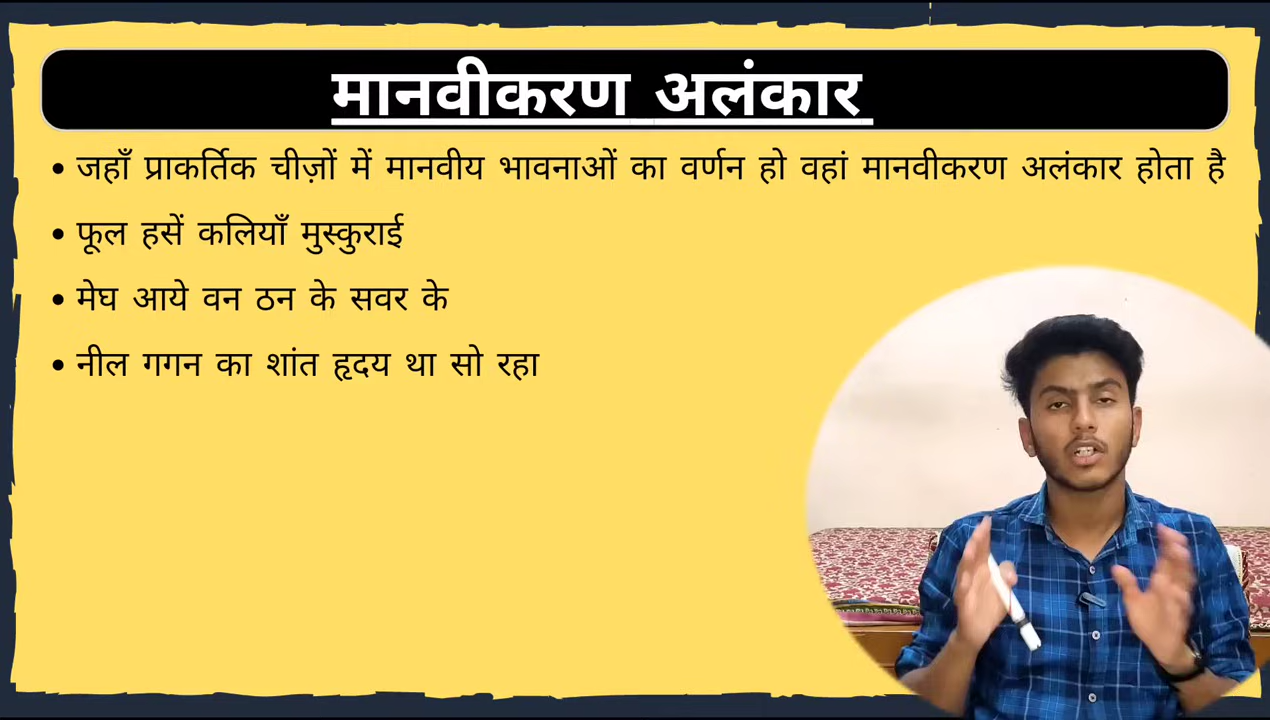 मानवीकरण अलंकार
• जहाँ प्राकर्तिक चीज़ों में मानवीय भावनाओं का वर्णन हो वहां मानवीकरण अलंकार होता है
• फूल हसें कलियाँ मुस्कुराई
• मेघ आये वन ठन के सवर के
• नील गगन का शांत हृदय था सो रहा